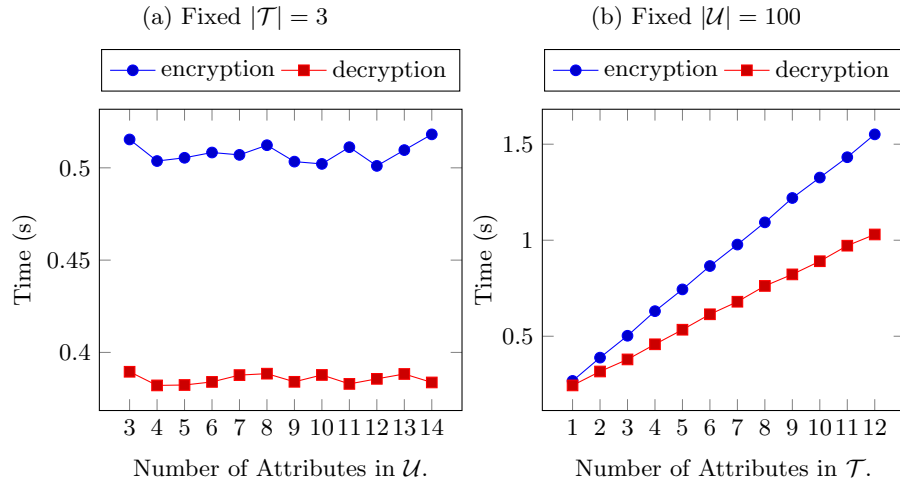 (a) Fixed |𝒯| = 3
encryption decryption
Time (s)
0.5
0.45
0.4
3 4 5 6 7 8 9 10 11 12 13 14
Number of Attributes in 𝒰.
(b) Fixed |𝒰| = 100
encryption decryption
Time (s)
1.5
1
0.5
1 2 3 4 5 6 7 8 9 10 11 12
Number of Attributes in 𝒯.